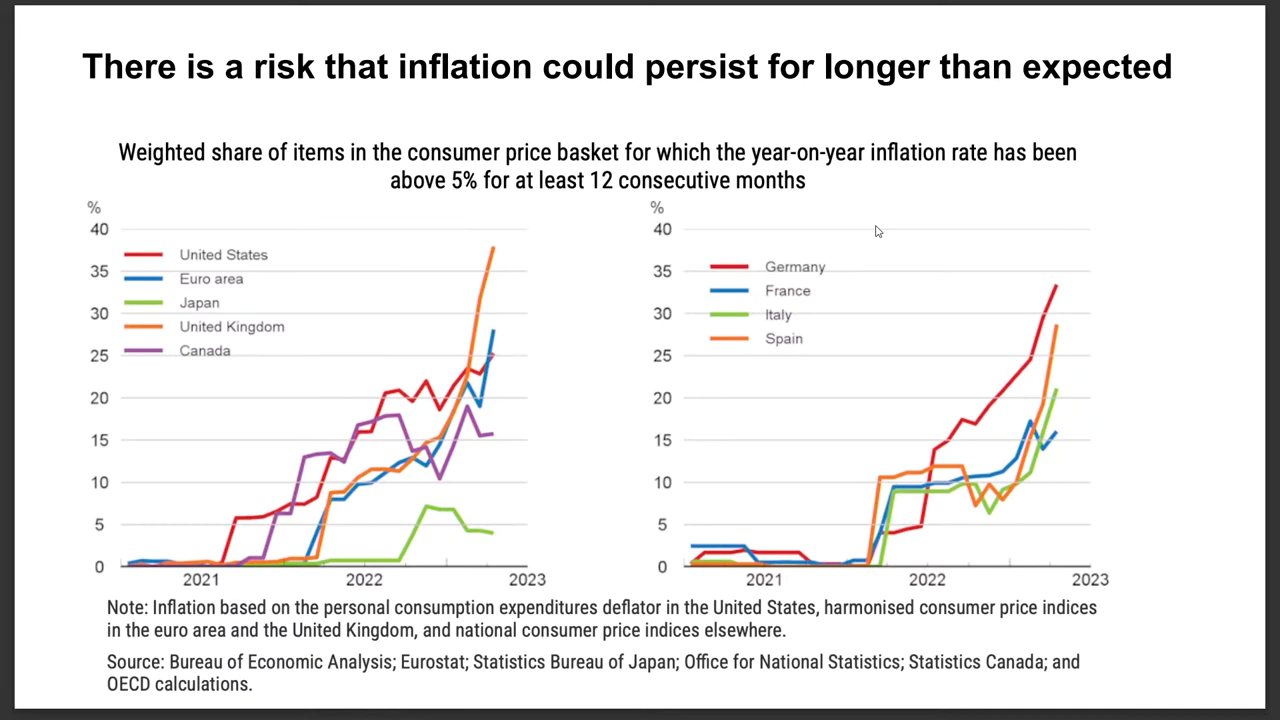 There is a risk that inflation could persist for longer than expected
Weighted share of items in the consumer price basket for which the year-on-year inflation rate has been
above 5% for at least 12 consecutive months
%
40
35
30
25
20
15
10
5
0
United States
Euro area
Japan
United Kingdom
Canada
2021
2022
2023
%
40
35
30
25
20
15
10
5
0
Germany
France
Italy
Spain
2021
2022
2023
Note: Inflation based on the personal consumption expenditures deflator in the United States, harmonised consumer price indices
in the euro area and the United Kingdom, and national consumer price indices elsewhere.
Source: Bureau of Economic Analysis; Eurostat; Statistics Bureau of Japan; Office for National Statistics; Statistics Canada; and
OECD calculations.